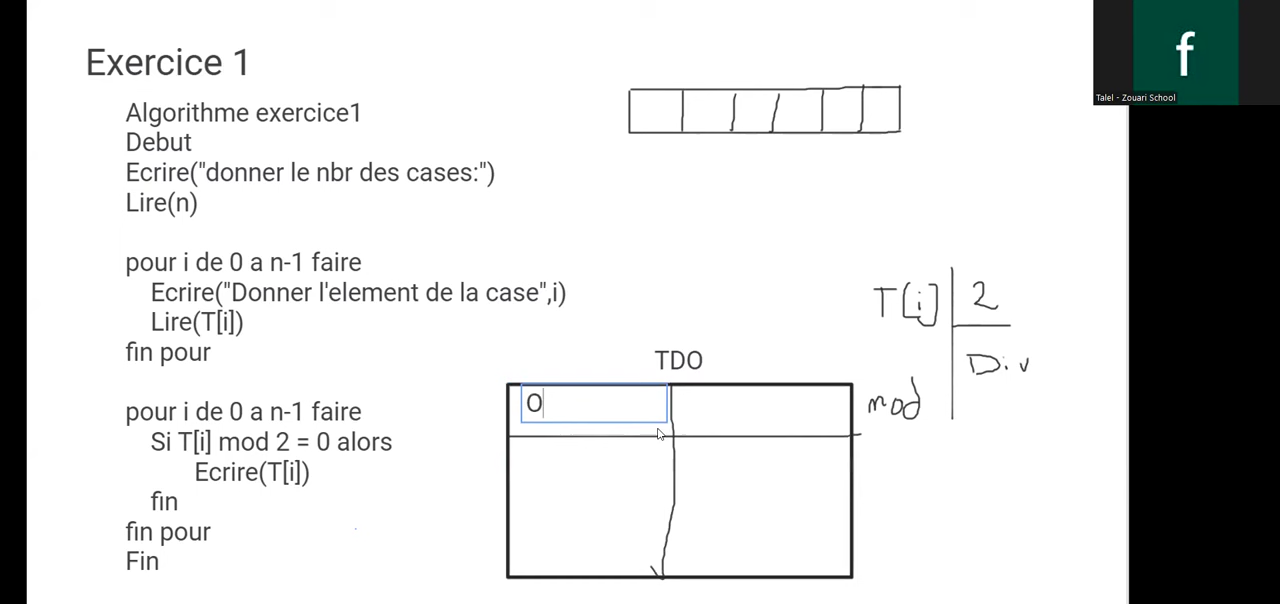 Exercice 1
Algorithme exercice1
Debut
Ecrire("donner le nbr des cases:")
Lire(n)
pour i de 0 a n-1 faire
Ecrire("Donner l'element de la case",i)
Lire(T[i])
fin pour
pour i de 0 a n-1 faire
Si T[i] mod 2 = 0 alors
Ecrire(T[i])
fin
fin pour
Fin
TDO
O
T[i] 2
Div
mod
f
Talel - Zouari School